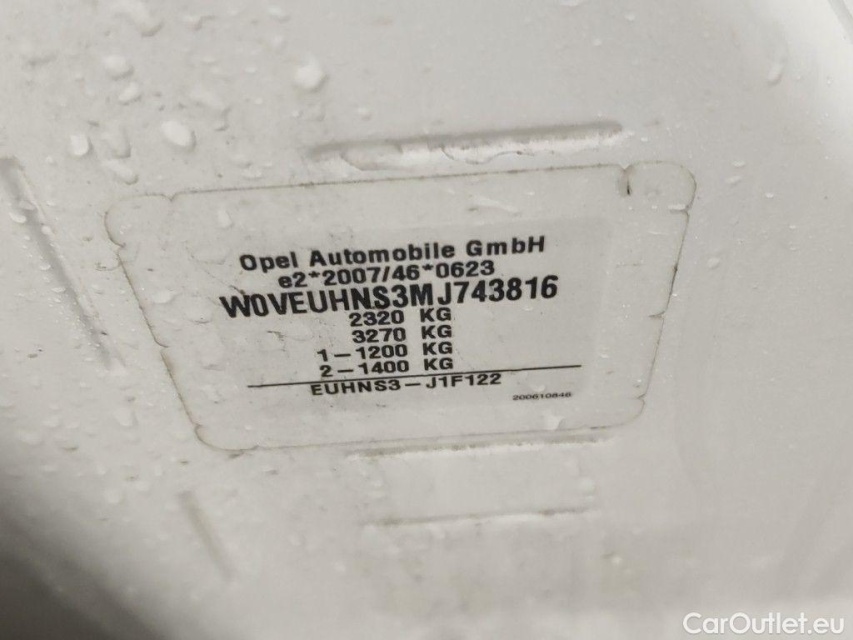 Opel Automobile GmbH
e2*2007/46*0623
W0VEUHNS3MJ743816
2320 KG
3270 KG
1-1200 KG
2-1400 KG
EUHNS3-J1F122
200610848
CarOutlet.eu